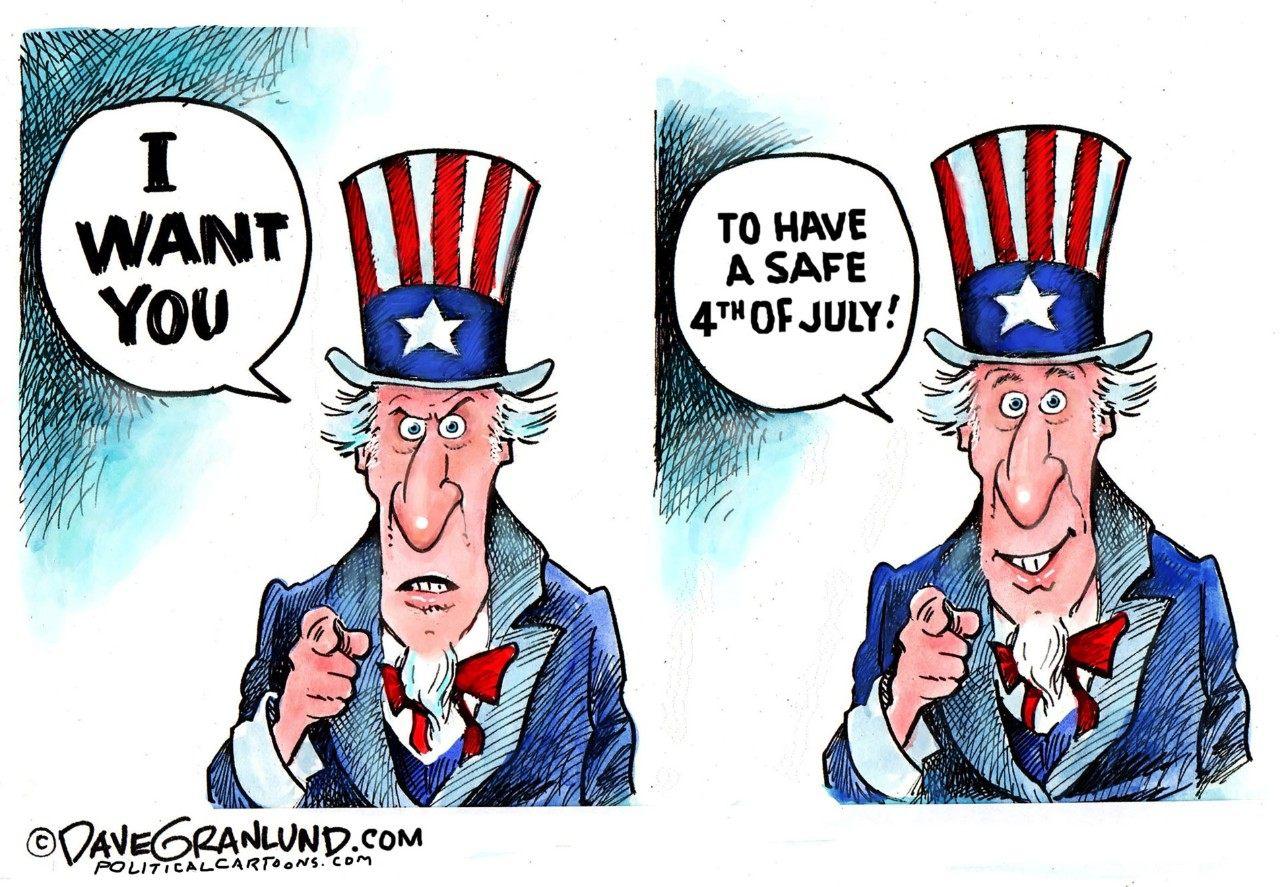 I
WANT
YOU
TO HAVE
A SAFE
4TH OF JULY!
© DAVEGRANLUND.COM
POLITICALCARTOONS.COM